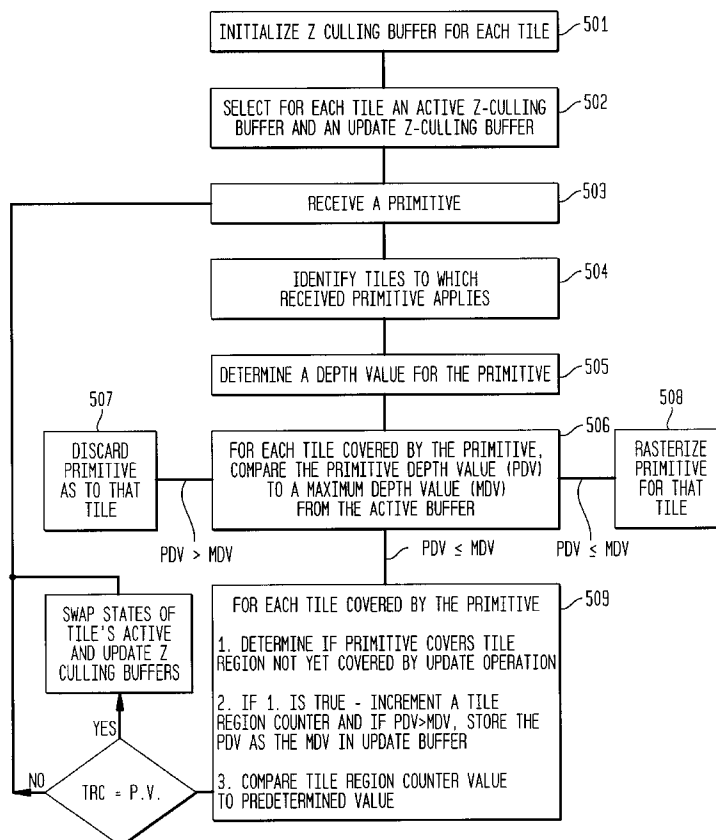 INITIALIZE Z CULLING BUFFER FOR EACH TILE
501
SELECT FOR EACH TILE AN ACTIVE Z-CULLING
BUFFER AND AN UPDATE Z-CULLING BUFFER
502
RECEIVE A PRIMITIVE
503
IDENTIFY TILES TO WHICH
RECEIVED PRIMITIVE APPLIES
504
DETERMINE A DEPTH VALUE FOR THE PRIMITIVE
505
507
DISCARD
PRIMITIVE
AS TO THAT
TILE
506
FOR EACH TILE COVERED BY THE PRIMITIVE,
COMPARE THE PRIMITIVE DEPTH VALUE (PDV)
TO A MAXIMUM DEPTH VALUE (MDV)
FROM THE ACTIVE BUFFER
508
RASTERIZE
PRIMITIVE
FOR THAT
TILE
PDV > MDV
PDV ≤ MDV
PDV ≤ MDV
509
FOR EACH TILE COVERED BY THE PRIMITIVE
1. DETERMINE IF PRIMITIVE COVERS TILE
REGION NOT YET COVERED BY UPDATE OPERATION
2. IF 1. IS TRUE - INCREMENT A TILE
REGION COUNTER AND IF PDV>MDV, STORE THE
PDV AS THE MDV IN UPDATE BUFFER
3. COMPARE TILE REGION COUNTER VALUE
TO PREDETERMINED VALUE
SWAP STATES OF
TILE'S ACTIVE
AND UPDATE Z
CULLING BUFFERS
YES
NO
TRC = P.V.